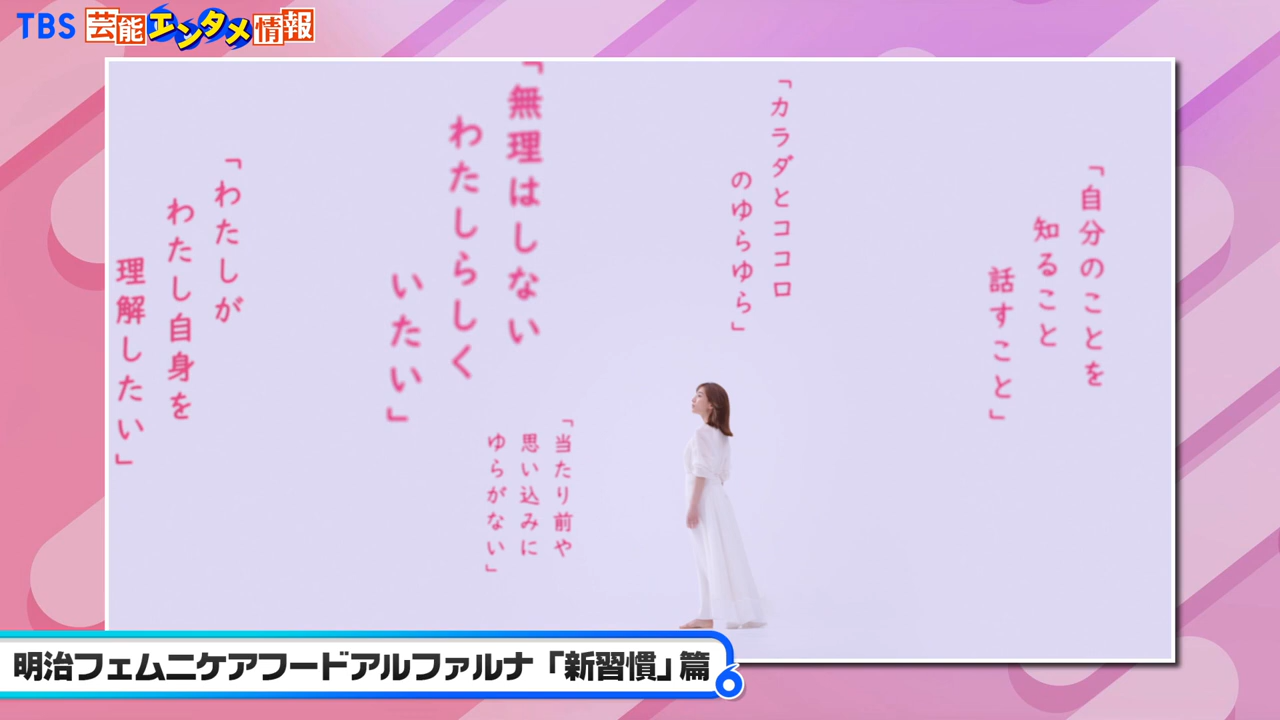 TBS 芸能エンタメ情報
「自分のことを
知ること
話すこと」
「カラダとココロ
のゆらゆら」
「無理はしない
わたしらしく
いたい」
「当たり前や
思い込みに
ゆらがない」
「わたしが
わたし自身を
理解したい」
明治フェムニケアフードアルファルナ「新習慣」篇
6